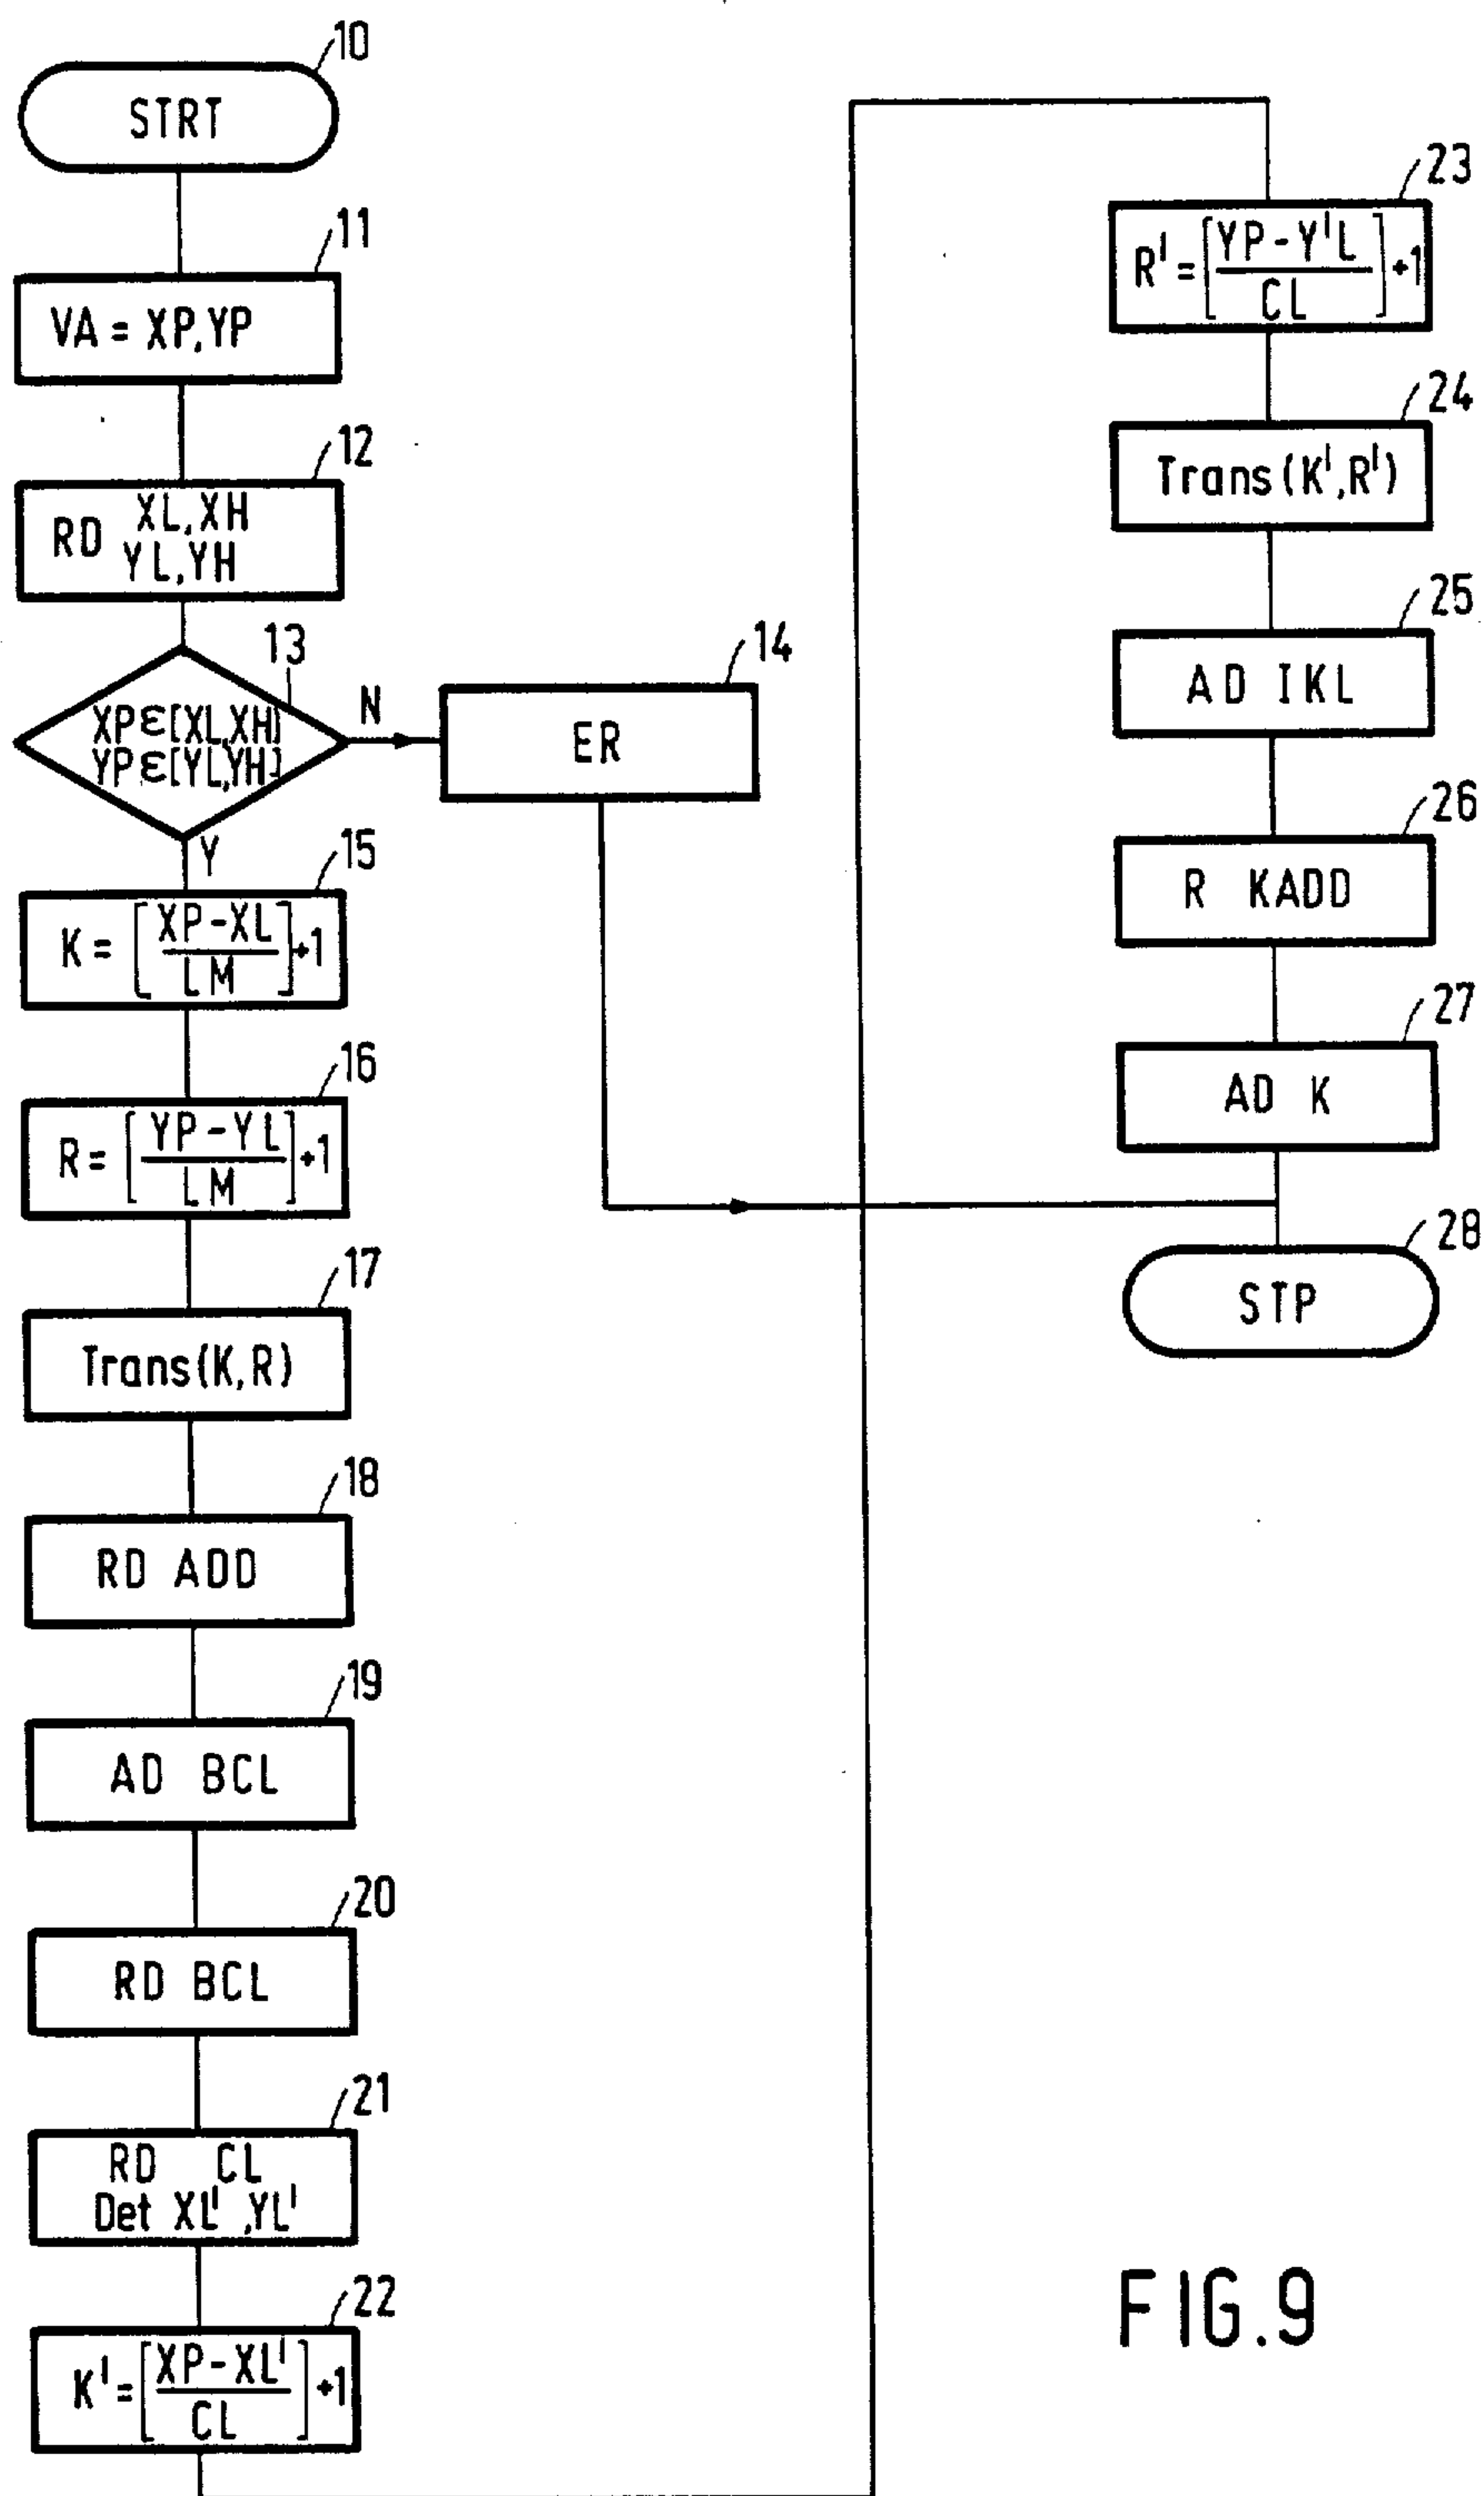 10
STRT
11
VA = XP,YP
12
RD XL,XH
YL,YH
13
XPε[XL,XH]
YPε[YL,YH]
N
14
ER
Y
15
K = [XP-XL / LM]+1
16
R = [YP-YL / LM]+1
17
Trans(K,R)
18
RD ADD
19
AD BCL
20
RD BCL
21
RD CL
Det XL',YL'
22
K' = [XP-XL' / CL]+1
23
R' = [YP-Y'L / CL]+1
24
Trans(K',R')
25
AD IKL
26
R KADD
27
AD K
28
STP
FIG.9